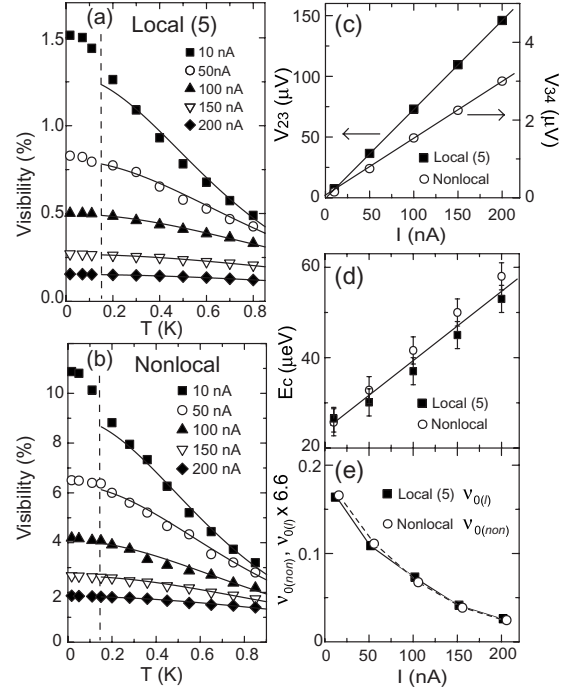 (a) Local (5)
10 nA
50nA
100 nA
150 nA
200 nA
Visibility (%)
1.5
1.0
0.5
0.0
0.0 0.2 0.4 0.6 0.8
T (K)
(b) Nonlocal
10 nA
50 nA
100 nA
150 nA
200 nA
Visibility (%)
10
8
6
4
2
0
0.0 0.2 0.4 0.6 0.8
T (K)
(c)
V23 (μV)
150
125
100
75
50
25
0
V34 (μV)
4
3
2
1
0
Local (5)
Nonlocal
0 50 100 150 200
I (nA)
(d)
Ec (μeV)
60
40
20
Local (5)
Nonlocal
(e)
ν0(non), ν0(l) x 6.6
0.2
0.1
0.0
Local (5) ν0(l)
Nonlocal ν0(non)
0 50 100 150 200
I (nA)